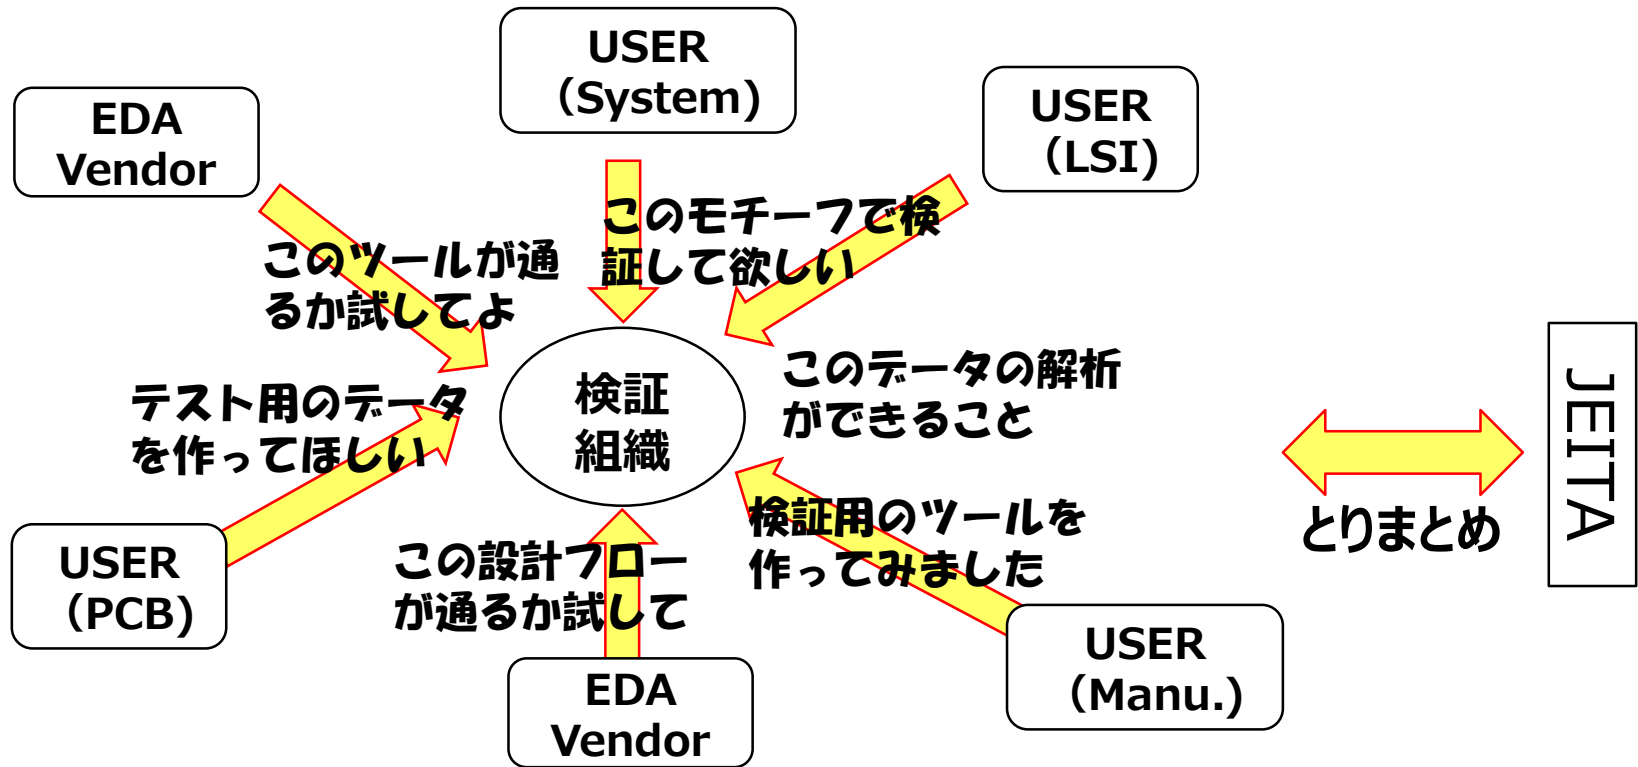 USER
（System)
EDA
Vendor
USER
（LSI)
このモチーフで検
証して欲しい
このツールが通
るか試してよ
検証
組織
このデータの解析
ができること
テスト用のデータ
を作ってほしい
JEITA
とりまとめ
検証用のツールを
作ってみました
この設計フロー
が通るか試して
USER
（PCB)
USER
（Manu.)
EDA
Vendor